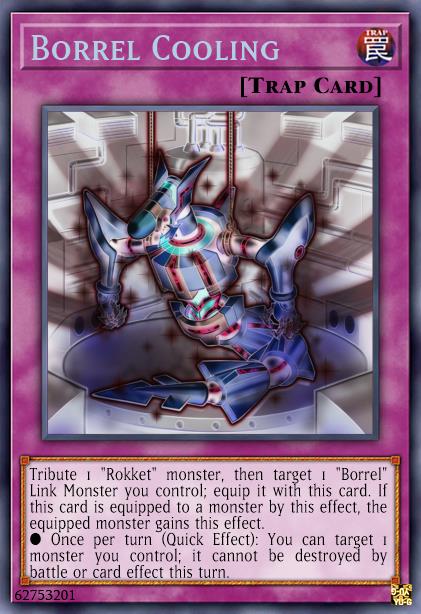 Borrel Cooling
TRAP
罠
[Trap Card]
Tribute 1 "Rokket" monster, then target 1 "Borrel"
Link Monster you control; equip it with this card. If
this card is equipped to a monster by this effect, the
equipped monster gains this effect.
● Once per turn (Quick Effect): You can target 1
monster you control; it cannot be destroyed by
battle or card effect this turn.
62753201